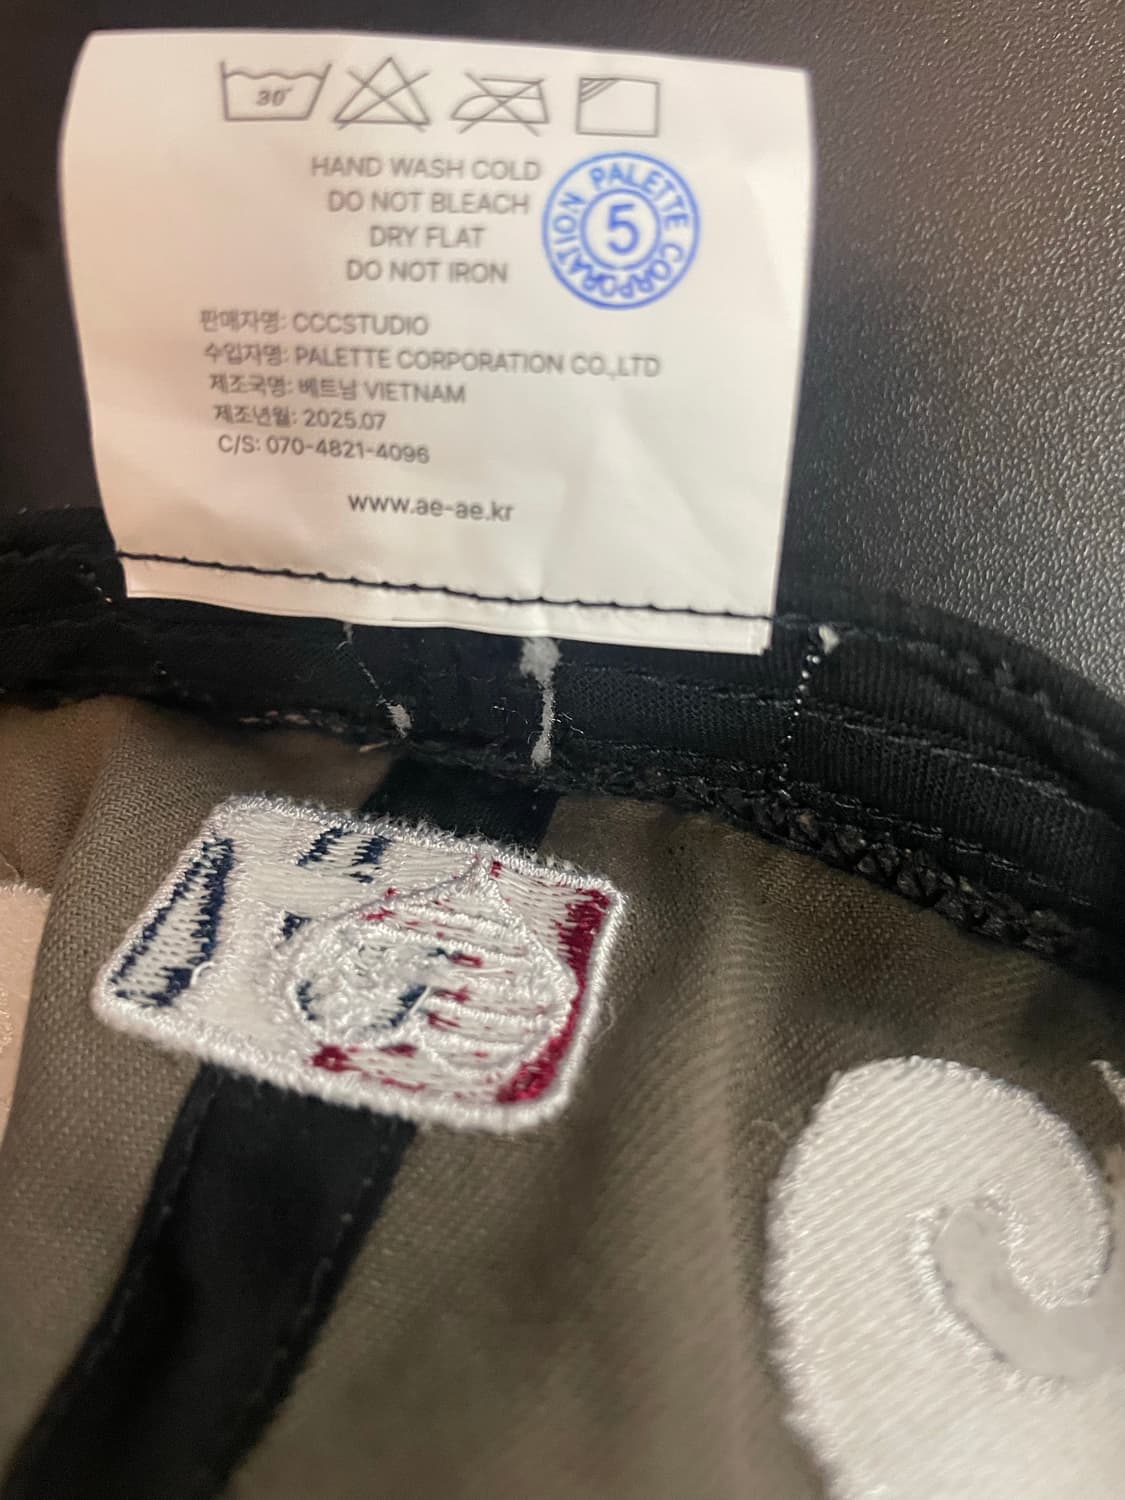 30°
HAND WASH COLD
DO NOT BLEACH
DRY FLAT
DO NOT IRON
PALETTE CORPORATION
5
판매자명: CCCSTUDIO
수입자명: PALETTE CORPORATION CO.,LTD
제조국명: 베트남 VIETNAM
제조년월: 2025.07
C/S: 070-4821-4096
www.ae-ae.kr